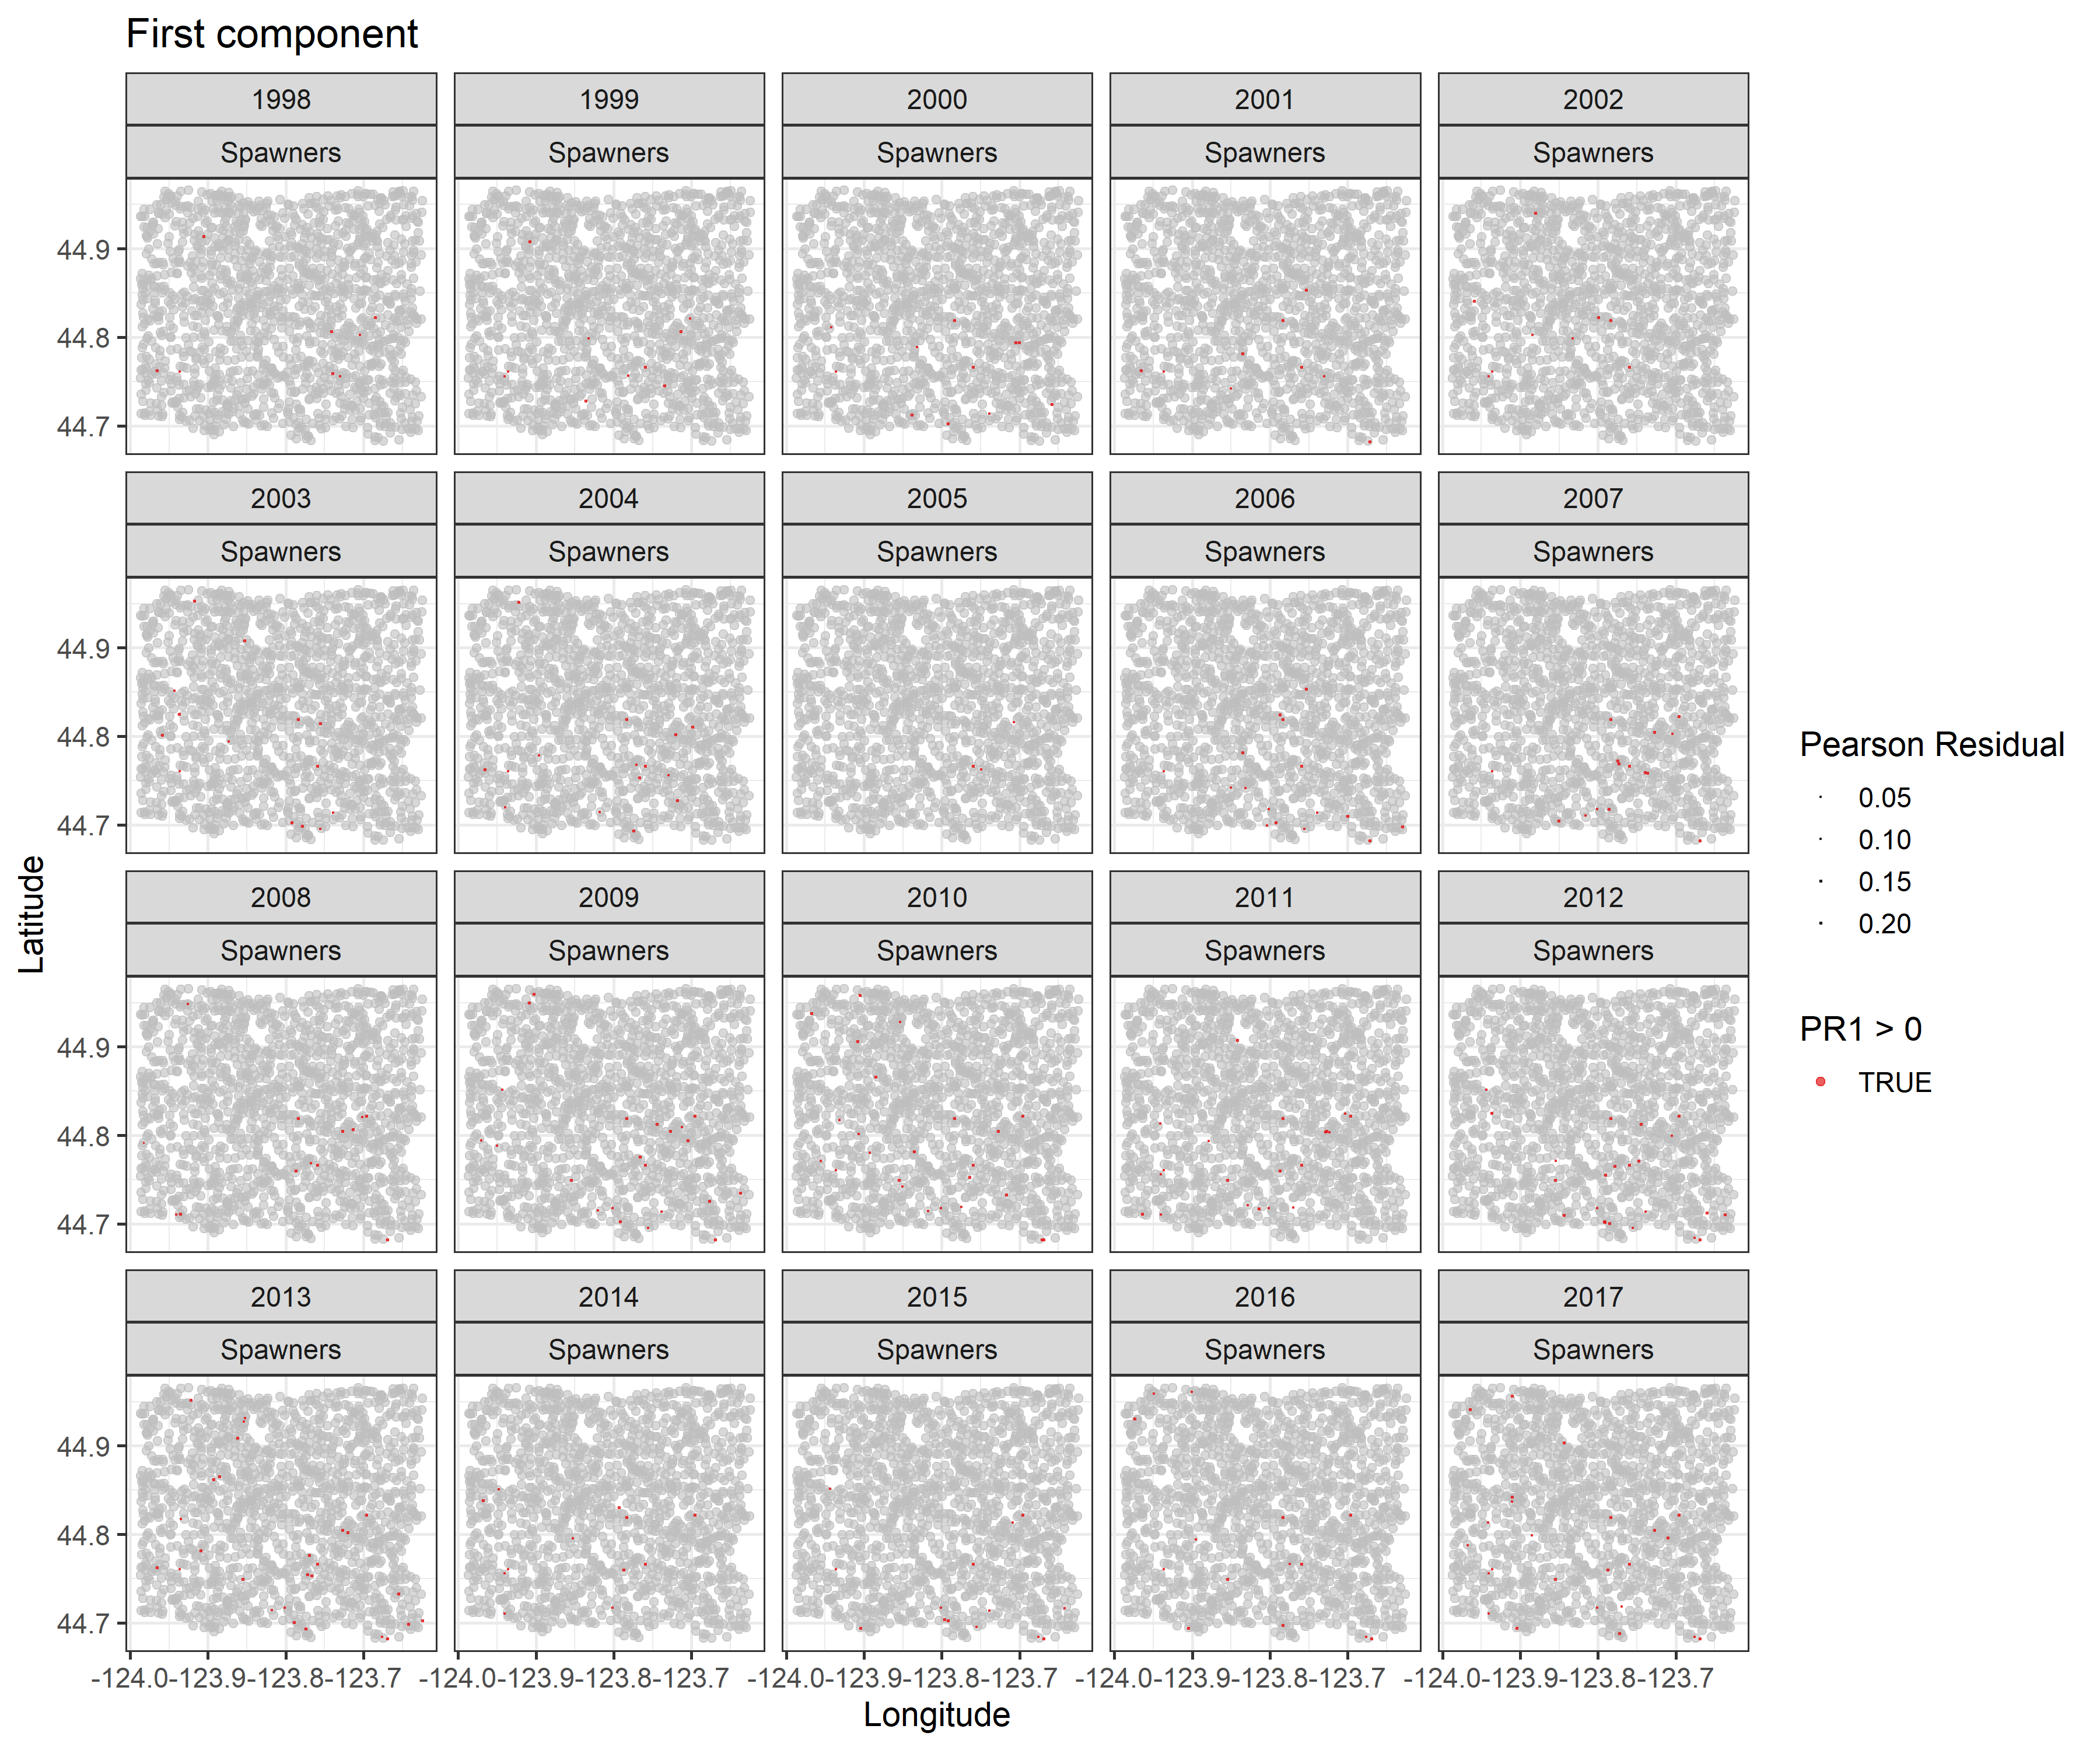 First component
1998 1999 2000 2001 2002
Spawners Spawners Spawners Spawners Spawners
44.9
44.8
44.7
2003 2004 2005 2006 2007
Spawners Spawners Spawners Spawners Spawners
44.9
44.8
44.7
2008 2009 2010 2011 2012
Spawners Spawners Spawners Spawners Spawners
44.9
44.8
44.7
2013 2014 2015 2016 2017
Spawners Spawners Spawners Spawners Spawners
44.9
44.8
44.7
-124.0-123.9-123.8-123.7 -124.0-123.9-123.8-123.7 -124.0-123.9-123.8-123.7 -124.0-123.9-123.8-123.7 -124.0-123.9-123.8-123.7
Longitude
Latitude
Pearson Residual
0.05
0.10
0.15
0.20
PR1 > 0
TRUE